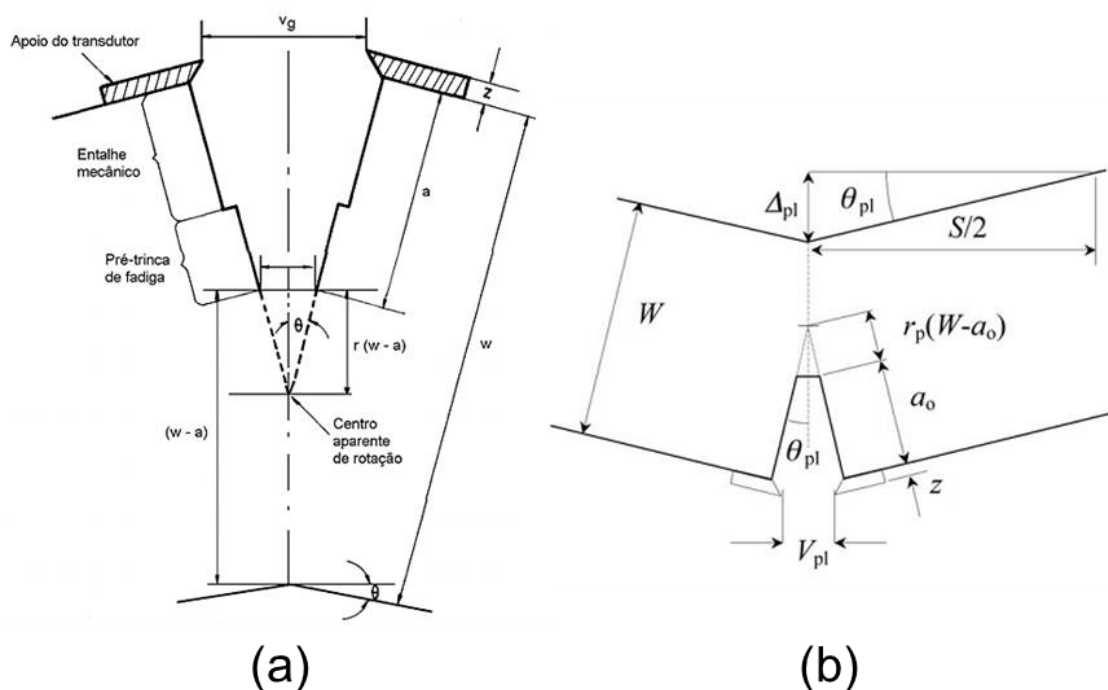 v_g
Apoio do transdutor
z
Entalhe
mecânico
a
Pré-trinca
de fadiga
θ
r (w - a)
w
(w - a)
Centro
aparente
de rotação
θ
(a)
Δ_pl
θ_pl
S/2
W
r_p(W-a_o)
a_o
θ_pl
z
V_pl
(b)